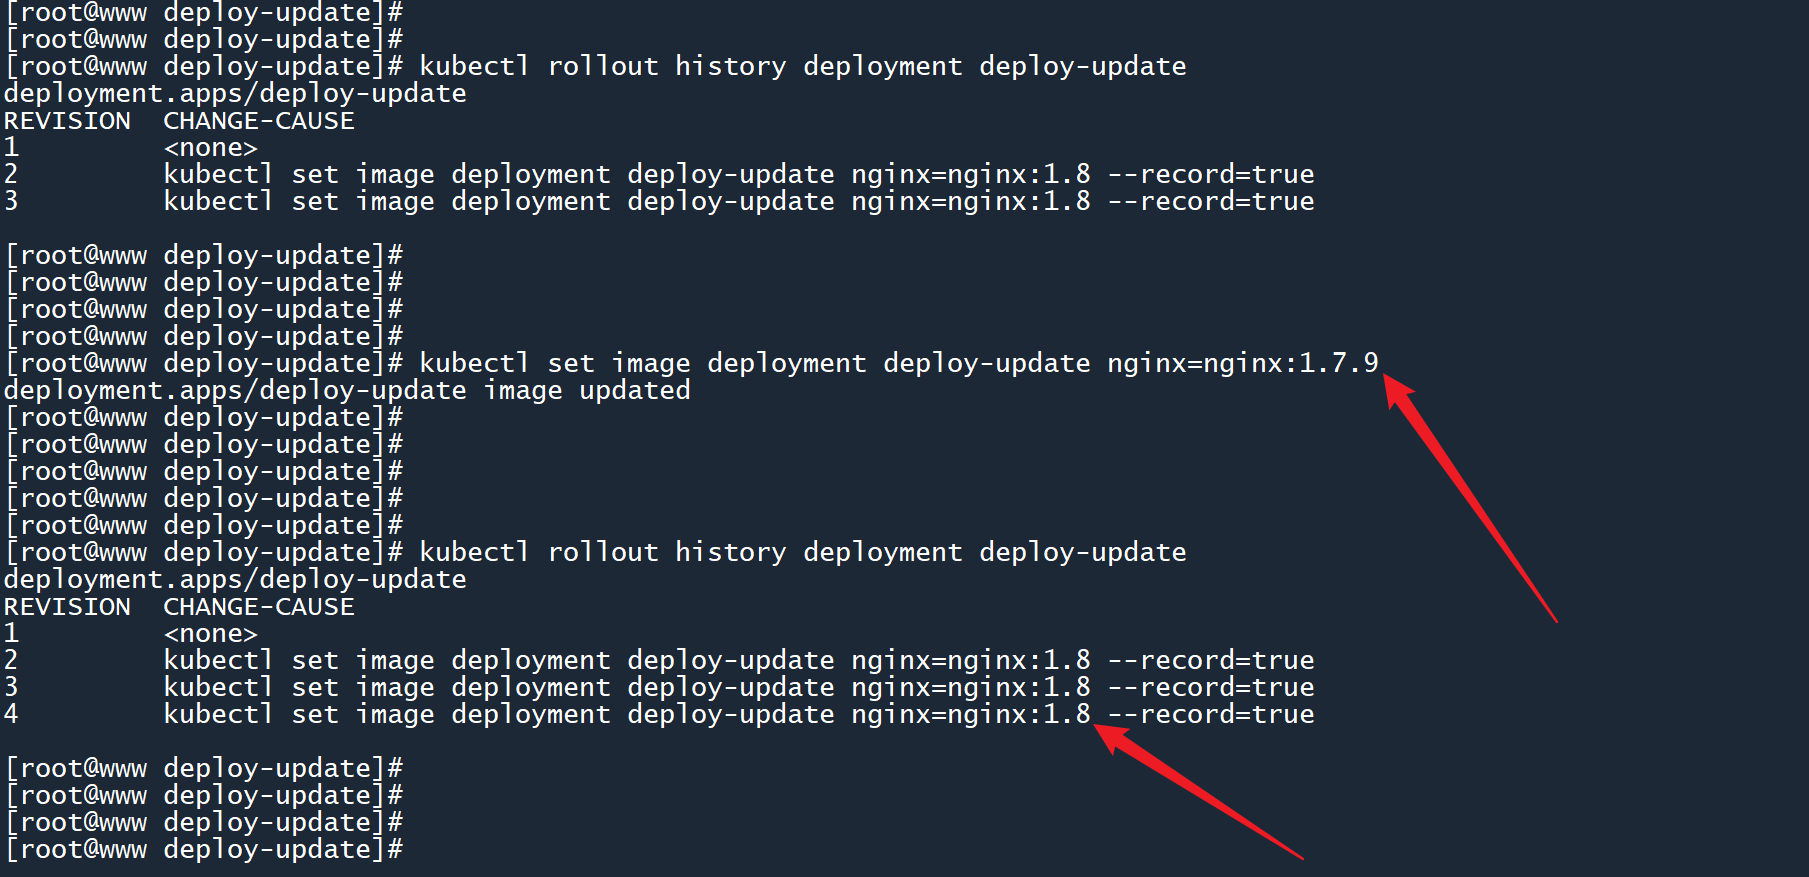 [root@www deploy-update]#
[root@www deploy-update]#
[root@www deploy-update]# kubectl rollout history deployment deploy-update
deployment.apps/deploy-update
REVISION  CHANGE-CAUSE
1         <none>
2         kubectl set image deployment deploy-update nginx=nginx:1.8 --record=true
3         kubectl set image deployment deploy-update nginx=nginx:1.8 --record=true

[root@www deploy-update]#
[root@www deploy-update]#
[root@www deploy-update]#
[root@www deploy-update]#
[root@www deploy-update]# kubectl set image deployment deploy-update nginx=nginx:1.7.9
deployment.apps/deploy-update image updated
[root@www deploy-update]#
[root@www deploy-update]#
[root@www deploy-update]#
[root@www deploy-update]#
[root@www deploy-update]#
[root@www deploy-update]# kubectl rollout history deployment deploy-update
deployment.apps/deploy-update
REVISION  CHANGE-CAUSE
1         <none>
2         kubectl set image deployment deploy-update nginx=nginx:1.8 --record=true
3         kubectl set image deployment deploy-update nginx=nginx:1.8 --record=true
4         kubectl set image deployment deploy-update nginx=nginx:1.8 --record=true

[root@www deploy-update]#
[root@www deploy-update]#
[root@www deploy-update]#
[root@www deploy-update]#